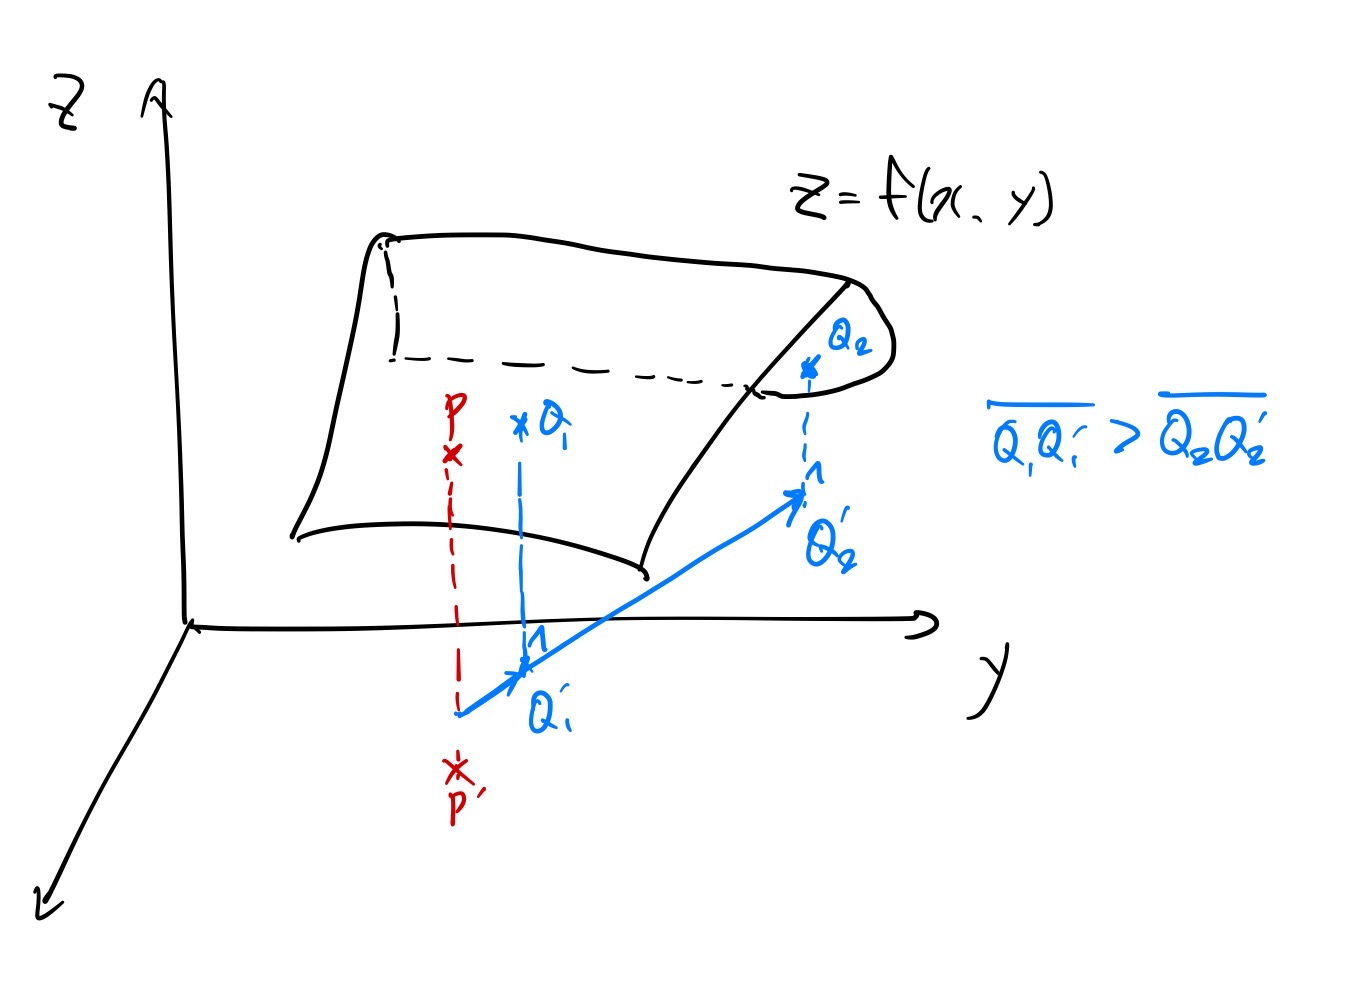 z
z = f(x, y)
Q₂
P
Q₁
Q₁Q₁′ > Q₂Q₂′
Q₂′
y
Q₁′
P′